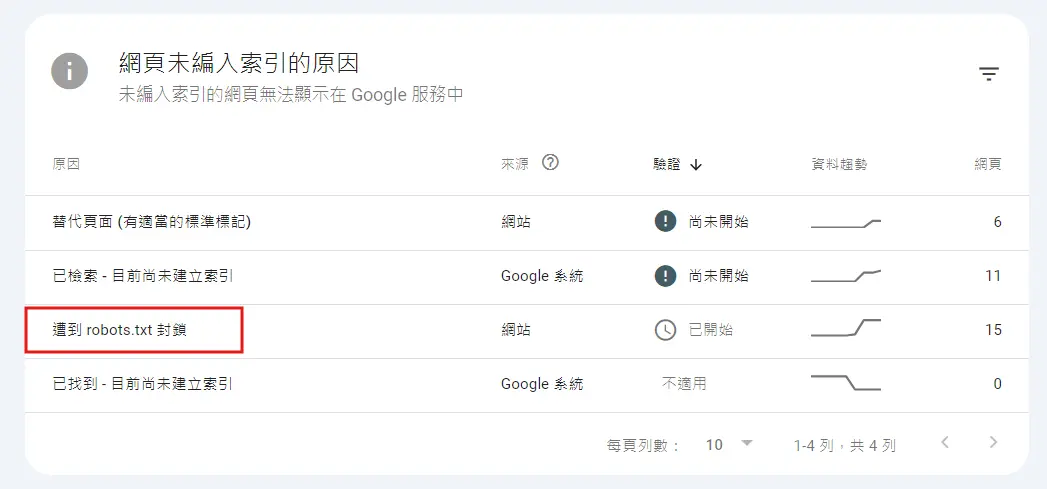 網頁未編入索引的原因
未編入索引的網頁無法顯示在 Google 服務中
原因 來源 驗證 資料趨勢 網頁
替代頁面 (有適當的標準標記) 網站 尚未開始 6
已檢索 - 目前尚未建立索引 Google 系統 尚未開始 11
遭到 robots.txt 封鎖 網站 已開始 15
已找到 - 目前尚未建立索引 Google 系統 不適用 0
每頁列數： 10 1-4 列，共 4 列